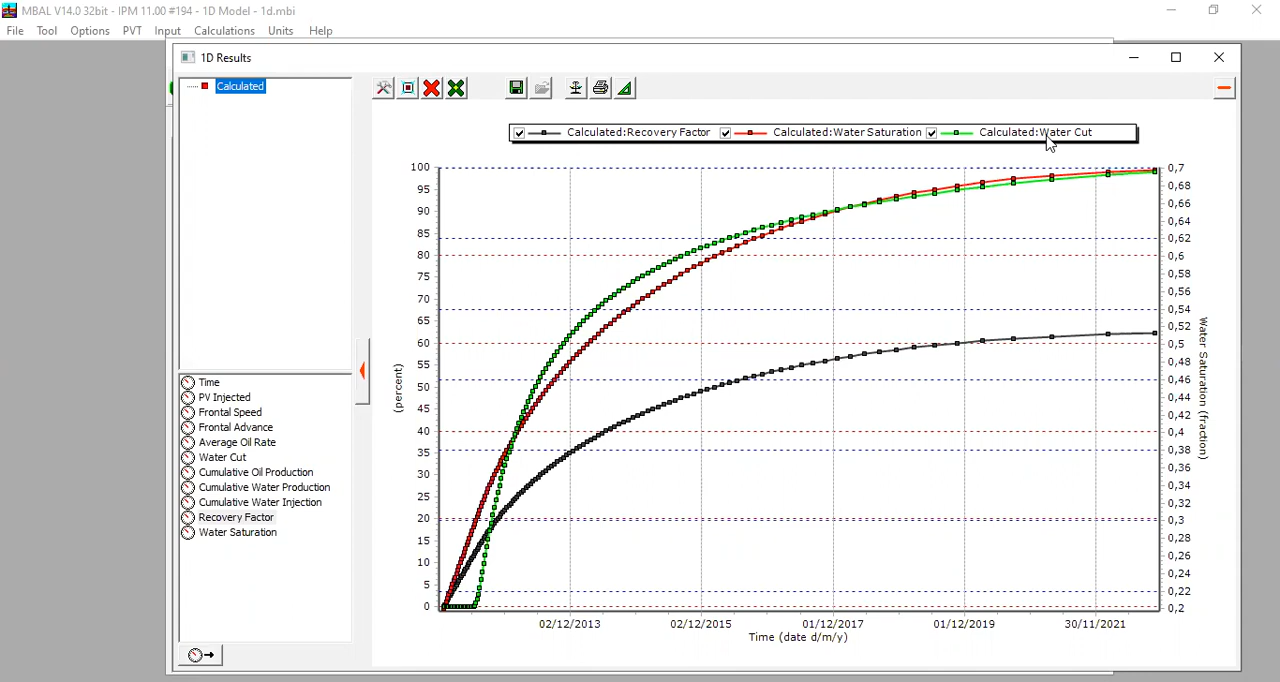 MBAL V14.0 32bit - IPM 11.00 #194 - 1D Model - 1d.mbi
File Tool Options PVT Input Calculations Units Help
1D Results
Calculated
Calculated:Recovery Factor Calculated:Water Saturation Calculated:Water Cut
100
95
90
85
80
75
70
65
60
55
50
45
40
35
30
25
20
15
10
5
0
(percent)
0,7
0,68
0,66
0,64
0,62
0,6
0,58
0,56
0,54
0,52
0,5
0,48
0,46
0,44
0,42
0,4
0,38
0,36
0,34
0,32
0,3
0,28
0,26
0,24
0,22
0,2
Water Saturation (fraction)
02/12/2013 02/12/2015 01/12/2017 01/12/2019 30/11/2021
Time (date d/m/y)
Time
PV Injected
Frontal Speed
Frontal Advance
Average Oil Rate
Water Cut
Cumulative Oil Production
Cumulative Water Production
Cumulative Water Injection
Recovery Factor
Water Saturation